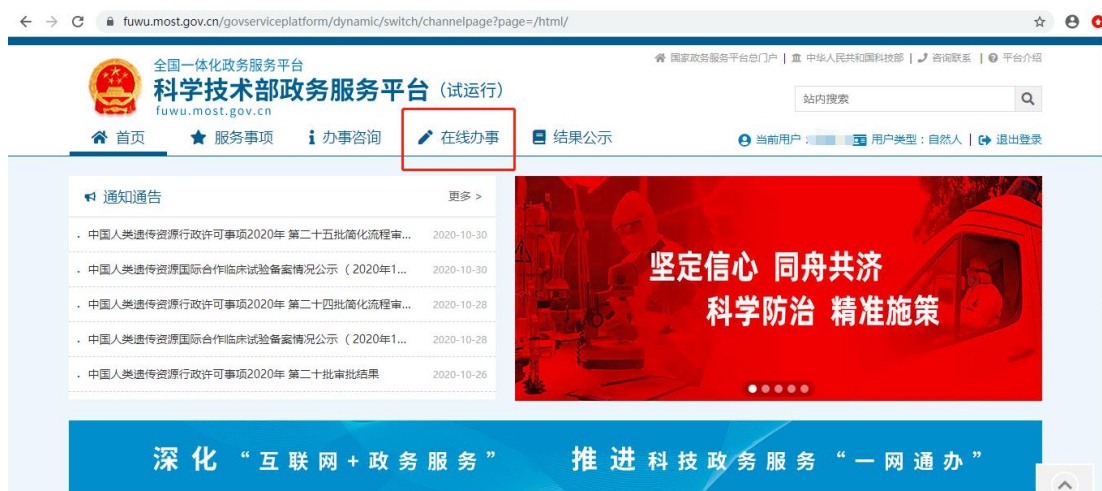 fuwu.most.gov.cn/govserviceplatform/dynamic/switch/channelpage?page=/html/
国家政务服务平台总门户 | 中华人民共和国科技部 | 咨询联系 | 平台介绍
全国一体化政务服务平台
科学技术部政务服务平台（试运行）
fuwu.most.gov.cn
站内搜索
首页 服务事项 办事咨询 在线办事 结果公示
当前用户： 用户类型：自然人 | 退出登录
通知通告 更多 >
· 中国人类遗传资源行政许可事项2020年 第二十五批简化流程审... 2020-10-30
· 中国人类遗传资源国际合作临床试验备案情况公示（2020年1... 2020-10-30
· 中国人类遗传资源行政许可事项2020年 第二十四批简化流程审... 2020-10-28
· 中国人类遗传资源国际合作临床试验备案情况公示（2020年1... 2020-10-28
· 中国人类遗传资源行政许可事项2020年 第二十批审批结果 2020-10-26
坚定信心 同舟共济
科学防治 精准施策
深化“互联网+政务服务” 推进科技政务服务“一网通办”